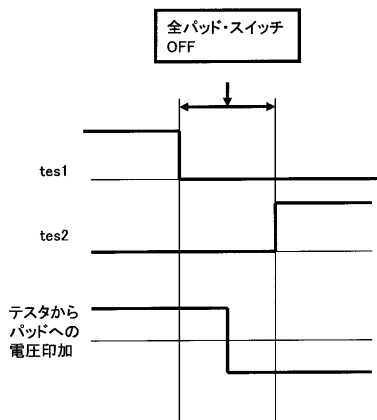 全パッド・スイッチ
OFF
tes1
tes2
テスタから
パッドへの
電圧印加